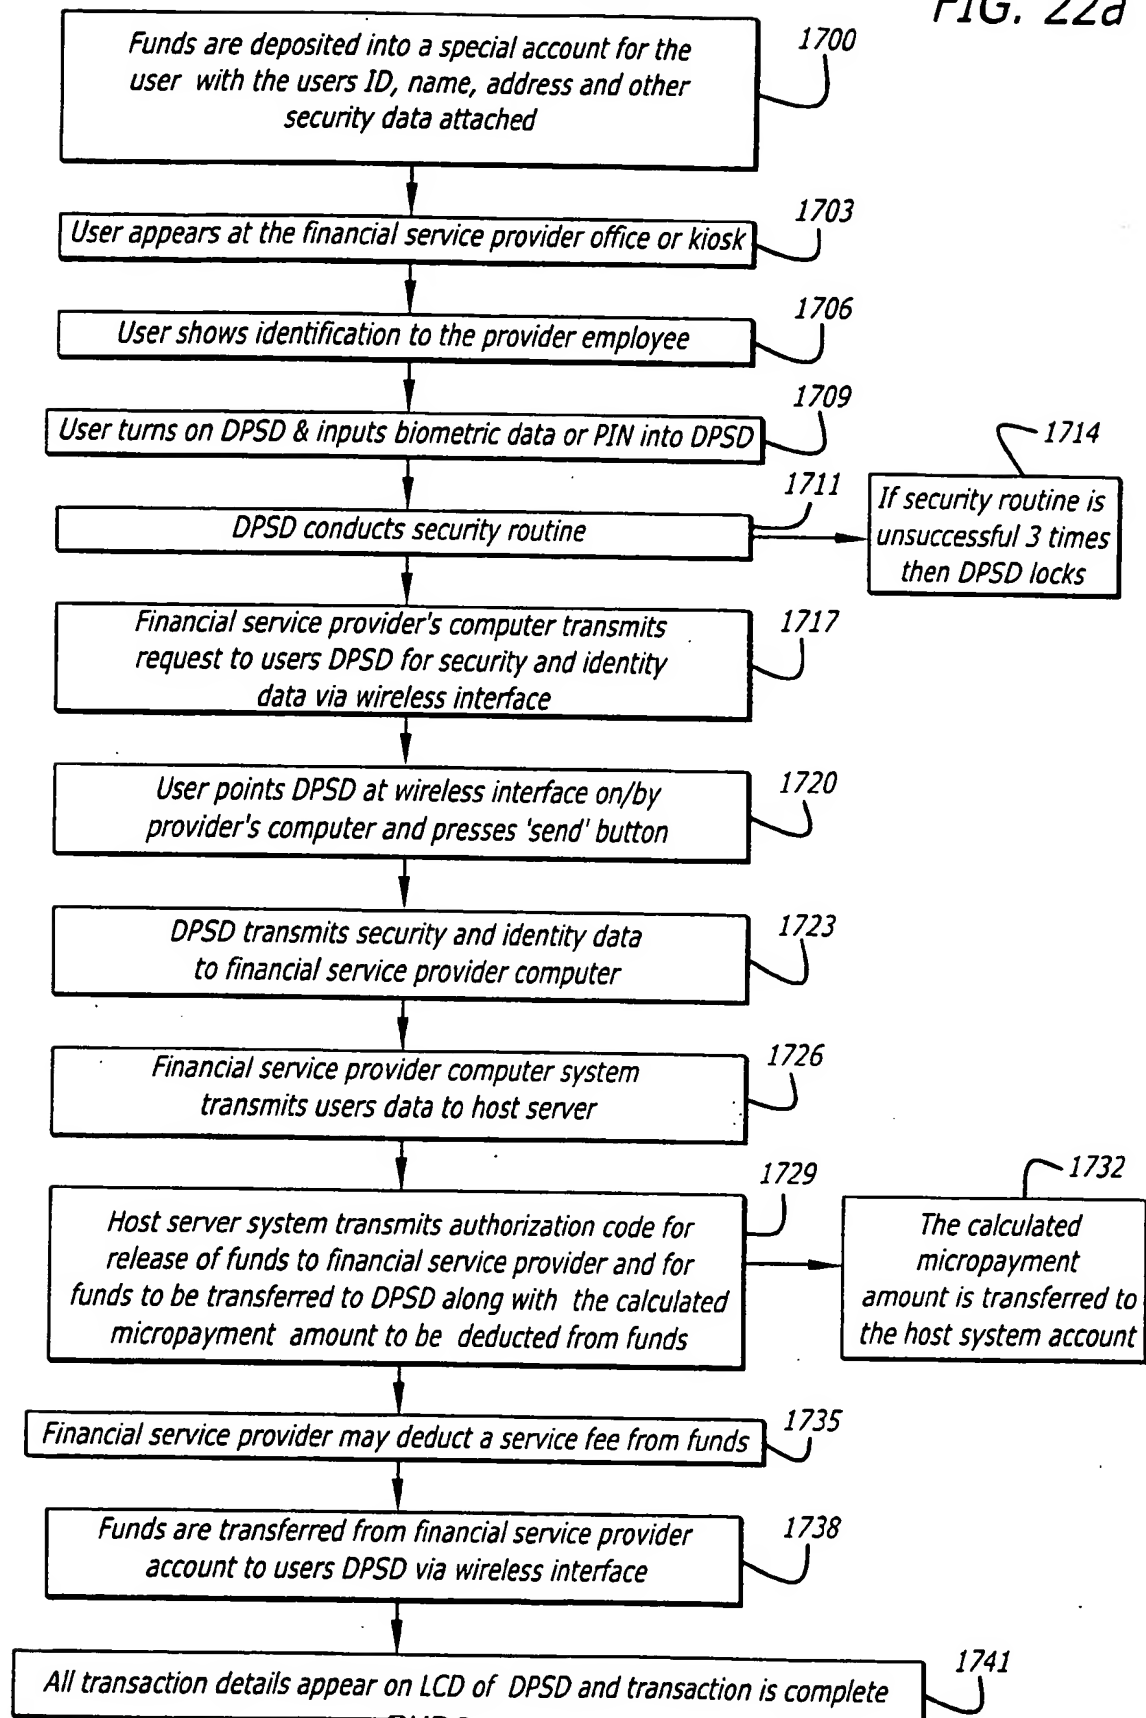 FIG. 22a
Funds are deposited into a special account for the
user with the users ID, name, address and other
security data attached
1700
User appears at the financial service provider office or kiosk
1703
User shows identification to the provider employee
1706
User turns on DPSD & inputs biometric data or PIN into DPSD
1709
DPSD conducts security routine
1711
If security routine is
unsuccessful 3 times
then DPSD locks
1714
Financial service provider's computer transmits
request to users DPSD for security and identity
data via wireless interface
1717
User points DPSD at wireless interface on/by
provider's computer and presses 'send' button
1720
DPSD transmits security and identity data
to financial service provider computer
1723
Financial service provider computer system
transmits users data to host server
1726
Host server system transmits authorization code for
release of funds to financial service provider and for
funds to be transferred to DPSD along with the calculated
micropayment amount to be deducted from funds
1729
The calculated
micropayment
amount is transferred to
the host system account
1732
Financial service provider may deduct a service fee from funds
1735
Funds are transferred from financial service provider
account to users DPSD via wireless interface
1738
All transaction details appear on LCD of DPSD and transaction is complete
1741